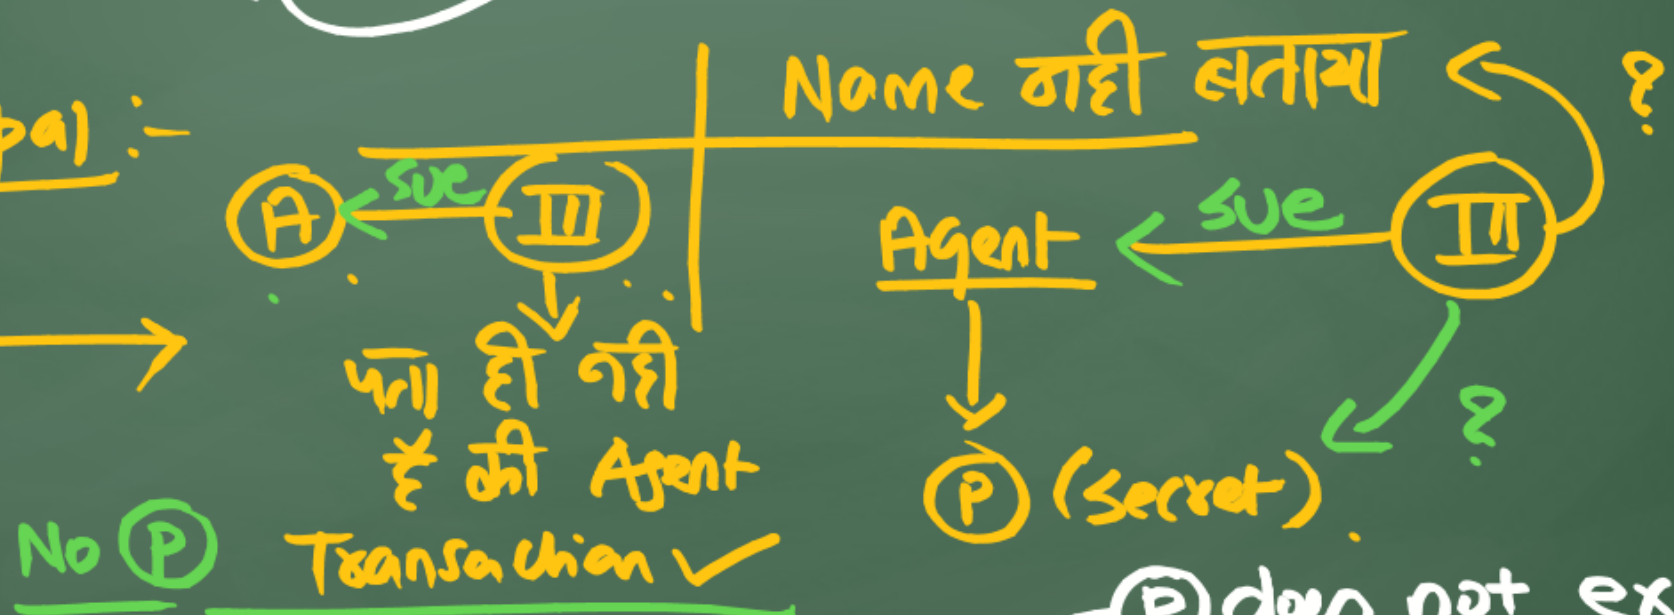 Name नही बताया ?
pal :-
A sue III
Agent sue III
पता ही नही
है की Agent
Transaction ✓
?
P (secret)
No P
P does not ex